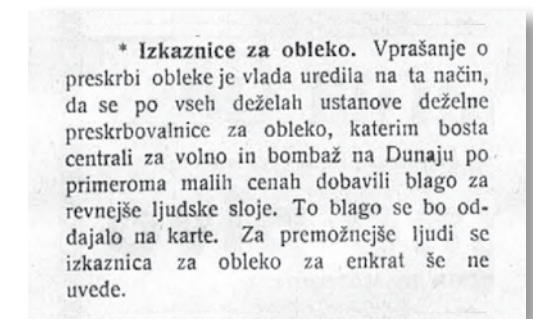 * Izkaznice za obleko. Vprašanje o
preskrbi obleke je vlada uredila na ta način,
da se po vseh deželah ustanove deželne
preskrbovalnice za obleko, katerim bosta
centrali za volno in bombaž na Dunaju po
primeroma malih cenah dobavili blago za
revnejše ljudske sloje. To blago se bo od-
dajalo na karte. Za premožnejše ljudi se
izkaznica za obleko za enkrat še ne
uvede.